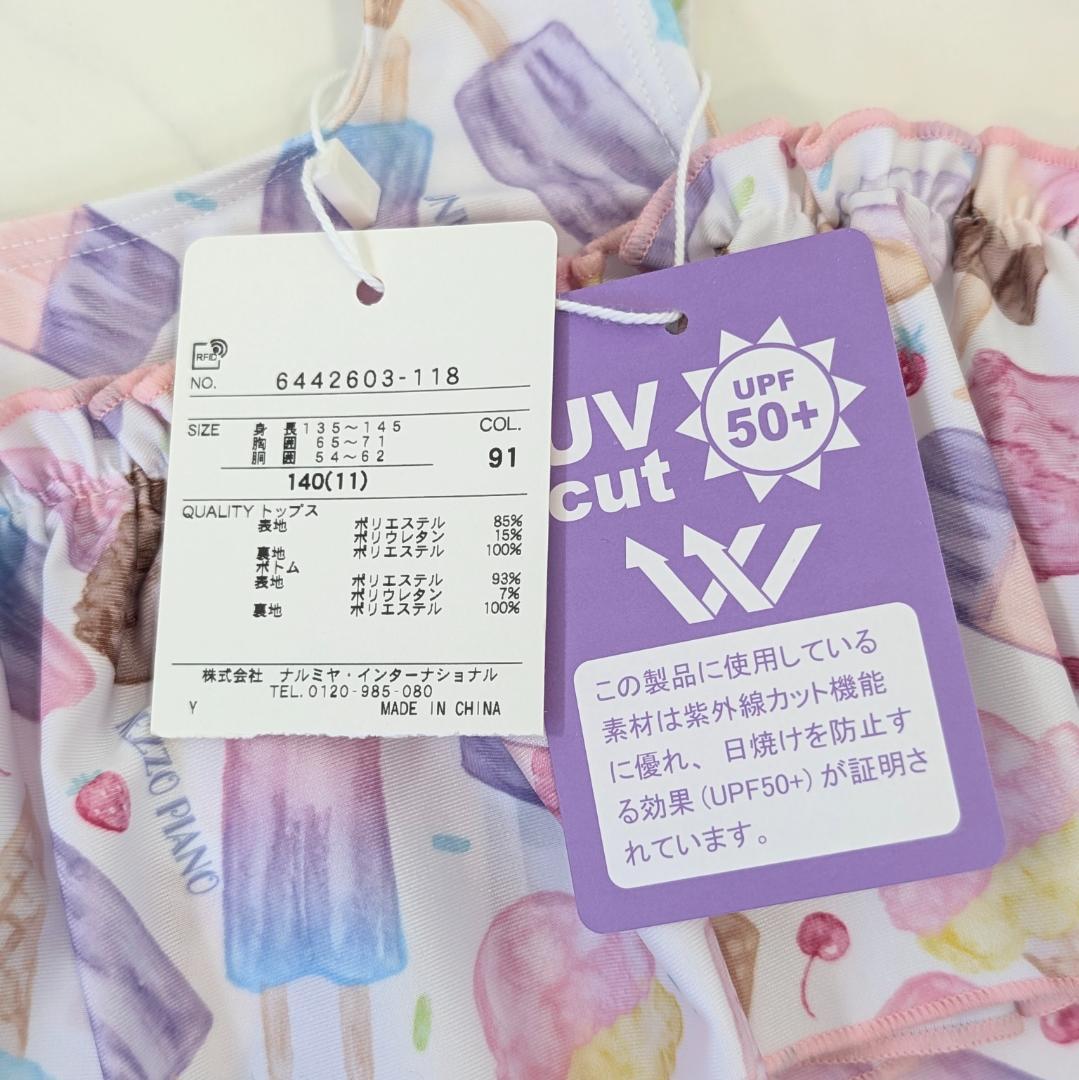 RFID
NO. 6442603-118
SIZE 身 長 135～145 COL.
胸 囲 65～71
胴 囲 54～62 91
140(11)
QUALITY トップス
表地 ポリエステル 85%
ポリウレタン 15%
裏地 ポリエステル 100%
ボトム
表地 ポリエステル 93%
ポリウレタン 7%
裏地 ポリエステル 100%
株式会社 ナルミヤ・インターナショナル
TEL. 0120-985-080
Y MADE IN CHINA
UV
cut
UPF
50+
この製品に使用している
素材は紫外線カット機能
に優れ、日焼けを防止す
る効果(UPF50+)が証明さ
れています。
ZZO PIANO